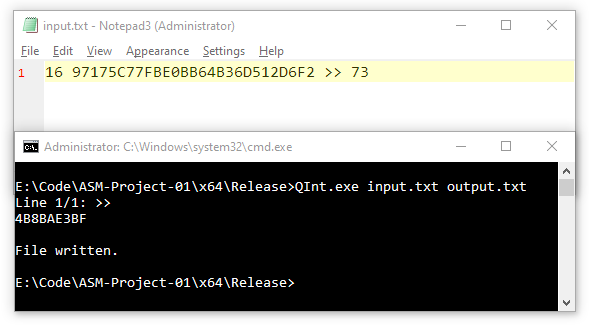 input.txt - Notepad3 (Administrator)
File Edit View Appearance Settings Help
1 16 97175C77FBE0BB64B36D512D6F2 >> 73
Administrator: C:\Windows\system32\cmd.exe
E:\Code\ASM-Project-01\x64\Release>QInt.exe input.txt output.txt
Line 1/1: >>
4B8BAE3BF
File written.
E:\Code\ASM-Project-01\x64\Release>